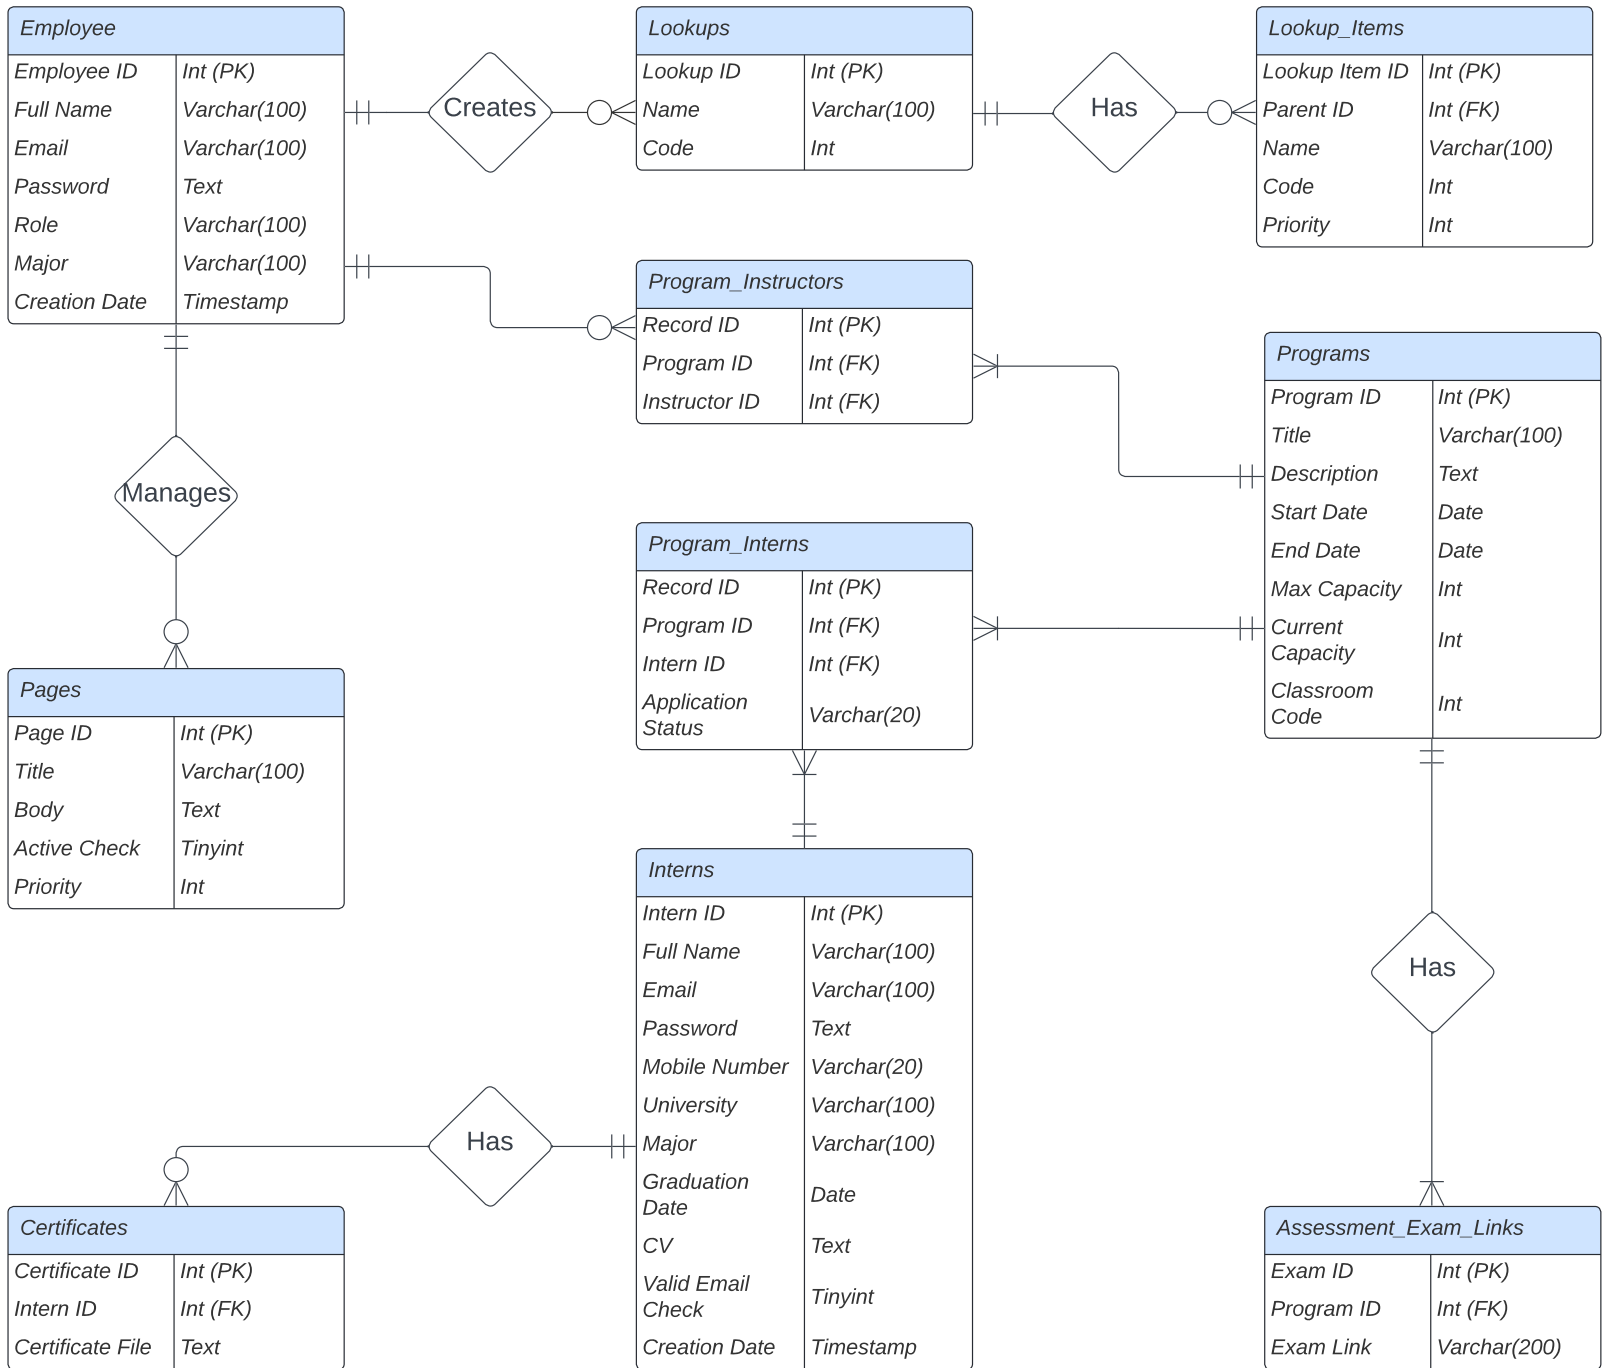 Employee
Employee ID Int (PK)
Full Name Varchar(100)
Email Varchar(100)
Password Text
Role Varchar(100)
Major Varchar(100)
Creation Date Timestamp
Creates
Lookups
Lookup ID Int (PK)
Name Varchar(100)
Code Int
Has
Lookup_Items
Lookup Item ID Int (PK)
Parent ID Int (FK)
Name Varchar(100)
Code Int
Priority Int
Program_Instructors
Record ID Int (PK)
Program ID Int (FK)
Instructor ID Int (FK)
Programs
Program ID Int (PK)
Title Varchar(100)
Description Text
Start Date Date
End Date Date
Max Capacity Int
Current
Capacity Int
Classroom
Code Int
Manages
Program_Interns
Record ID Int (PK)
Program ID Int (FK)
Intern ID Int (FK)
Application
Status Varchar(20)
Pages
Page ID Int (PK)
Title Varchar(100)
Body Text
Active Check Tinyint
Priority Int
Interns
Intern ID Int (PK)
Full Name Varchar(100)
Email Varchar(100)
Password Text
Mobile Number Varchar(20)
University Varchar(100)
Major Varchar(100)
Graduation
Date Date
CV Text
Valid Email
Check Tinyint
Creation Date Timestamp
Has
Has
Certificates
Certificate ID Int (PK)
Intern ID Int (FK)
Certificate File Text
Assessment_Exam_Links
Exam ID Int (PK)
Program ID Int (FK)
Exam Link Varchar(200)